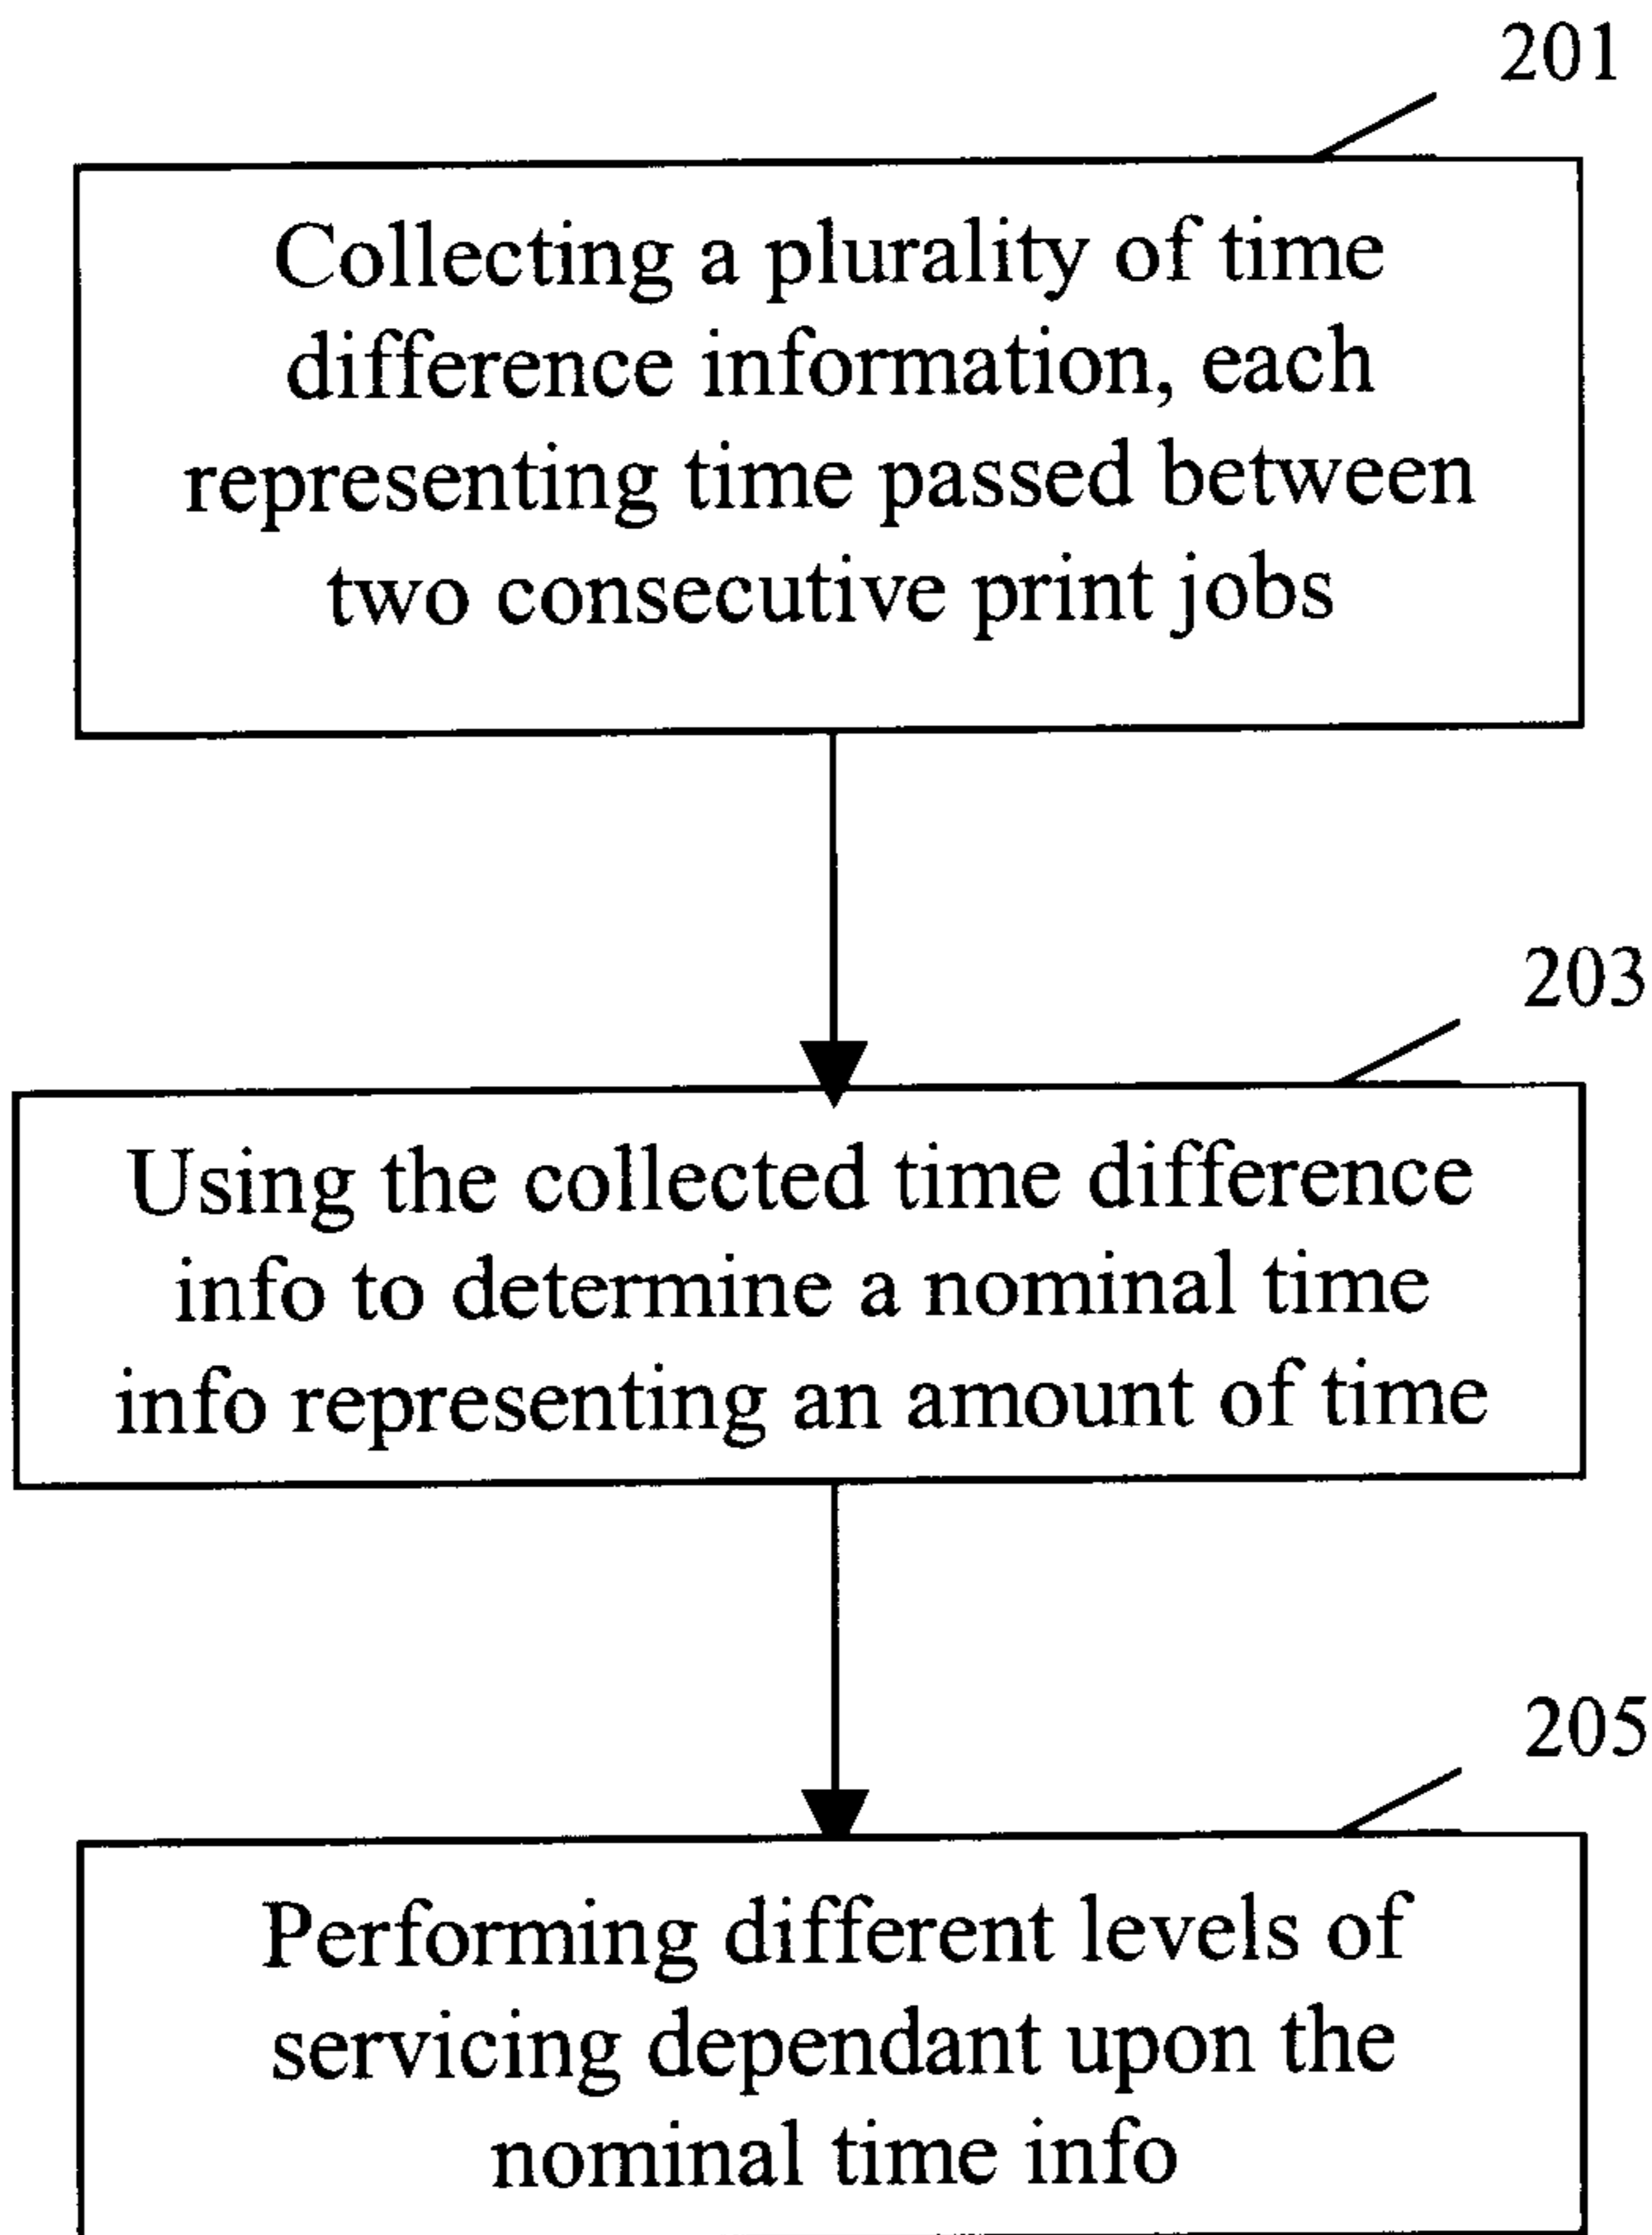 201
Collecting a plurality of time
difference information, each
representing time passed between
two consecutive print jobs
203
Using the collected time difference
info to determine a nominal time
info representing an amount of time
205
Performing different levels of
servicing dependant upon the
nominal time info